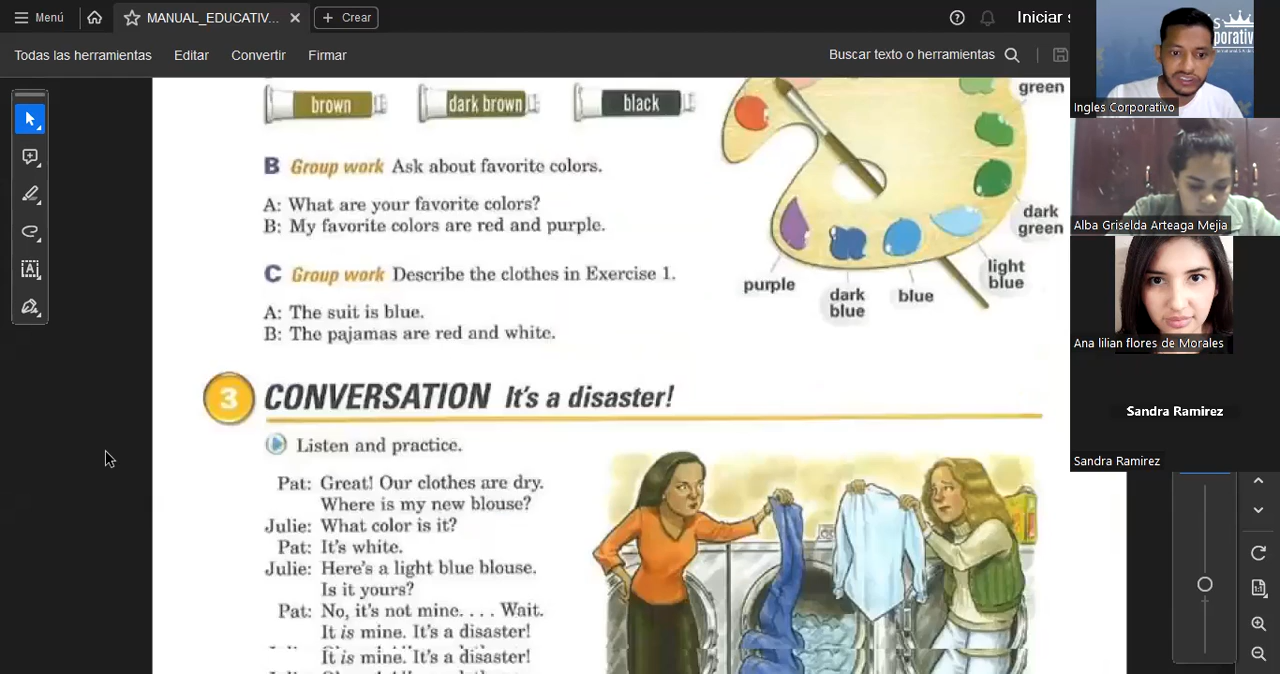 Menú
MANUAL_EDUCATIV...
Crear
Iniciar s
Todas las herramientas
Editar
Convertir
Firmar
Buscar texto o herramientas
brown
dark brown
black
green
B Group work Ask about favorite colors.
A: What are your favorite colors?
B: My favorite colors are red and purple.
dark
green
C Group work Describe the clothes in Exercise 1.
light
blue
purple
dark
blue
blue
A: The suit is blue.
B: The pajamas are red and white.
3 CONVERSATION It's a disaster!
Listen and practice.
Pat: Great! Our clothes are dry.
Where is my new blouse?
Julie: What color is it?
Pat: It's white.
Julie: Here's a light blue blouse.
Is it yours?
Pat: No, it's not mine. . . . Wait.
It is mine. It's a disaster!
It is mine. It's a disaster!
Ingles Corporativo
Alba Griselda Arteaga Mejia
Ana lilian flores de Morales
Sandra Ramirez
Sandra Ramirez